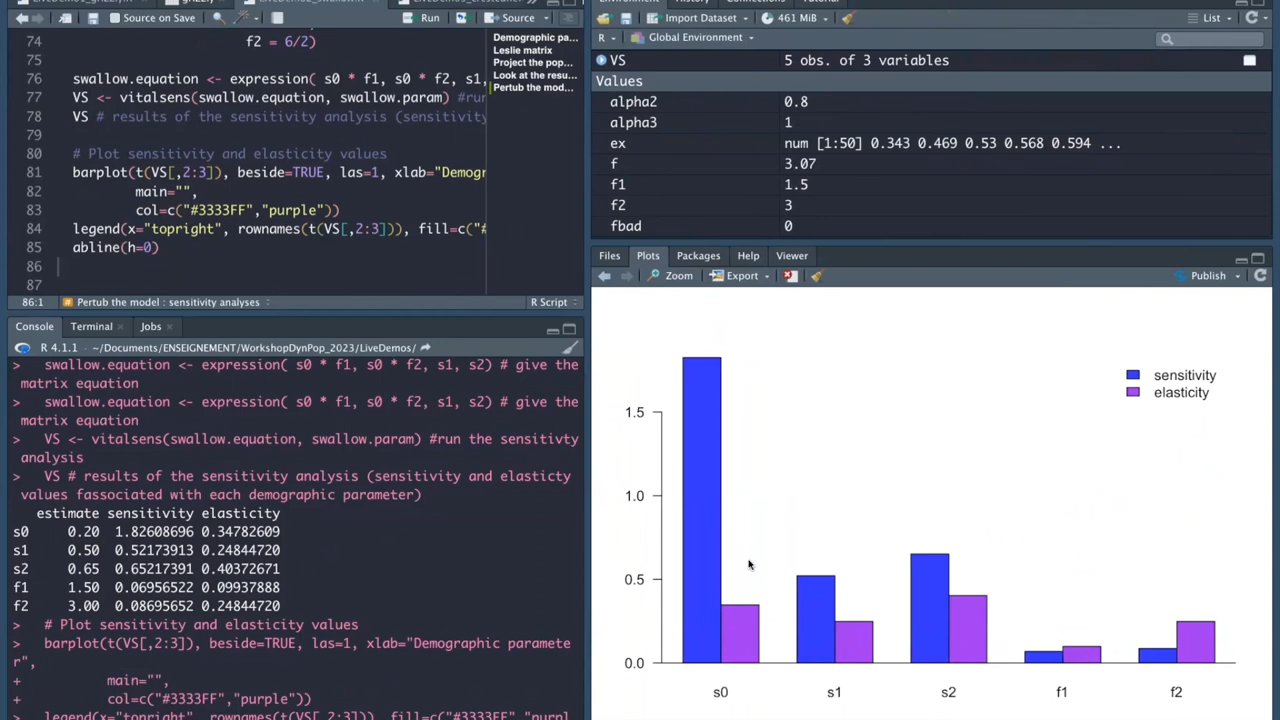 Source on Save
Run
Source
74 f2 = 6/2)
75
76 swallow.equation <- expression( s0 * f1, s0 * f2, s1,
77 VS <- vitalsens(swallow.equation, swallow.param) #ru
78 VS # results of the sensitivity analysis (sensitivity
79
80 # Plot sensitivity and elasticity values
81 barplot(t(VS[,2:3]), beside=TRUE, las=1, xlab="Demogr
82 main="",
83 col=c("#3333FF","purple"))
84 legend(x="topright", rownames(t(VS[,2:3])), fill=c("#
85 abline(h=0)
86
87
Demographic pa...
Leslie matrix
Project the pop...
Look at the resu...
Pertub the mod...
86:1 Pertub the model : sensitivity analyses R Script
Console Terminal Jobs
R 4.1.1 · ~/Documents/ENSEIGNEMENT/WorkshopDynPop_2023/LiveDemos/
> swallow.equation <- expression( s0 * f1, s0 * f2, s1, s2) # give the
matrix equation
> swallow.equation <- expression( s0 * f1, s0 * f2, s1, s2) # give the
matrix equation
> VS <- vitalsens(swallow.equation, swallow.param) #run the sensitivty
analysis
> VS # results of the sensitivity analysis (sensitivity and elasticty
values fassociated with each demographic parameter)
estimate sensitivity elasticity
s0 0.20 1.82608696 0.34782609
s1 0.50 0.52173913 0.24844720
s2 0.65 0.65217391 0.40372671
f1 1.50 0.06956522 0.09937888
f2 3.00 0.08695652 0.24844720
> # Plot sensitivity and elasticity values
> barplot(t(VS[,2:3]), beside=TRUE, las=1, xlab="Demographic paramete
r",
+ main="",
+ col=c("#3333FF","purple"))
Import Dataset 461 MiB List
R Global Environment
VS 5 obs. of 3 variables
Values
alpha2 0.8
alpha3 1
ex num [1:50] 0.343 0.469 0.53 0.568 0.594 ...
f 3.07
f1 1.5
f2 3
fbad 0
Files Plots Packages Help Viewer
Zoom Export Publish
sensitivity
elasticity
1.5
1.0
0.5
0.0
s0 s1 s2 f1 f2